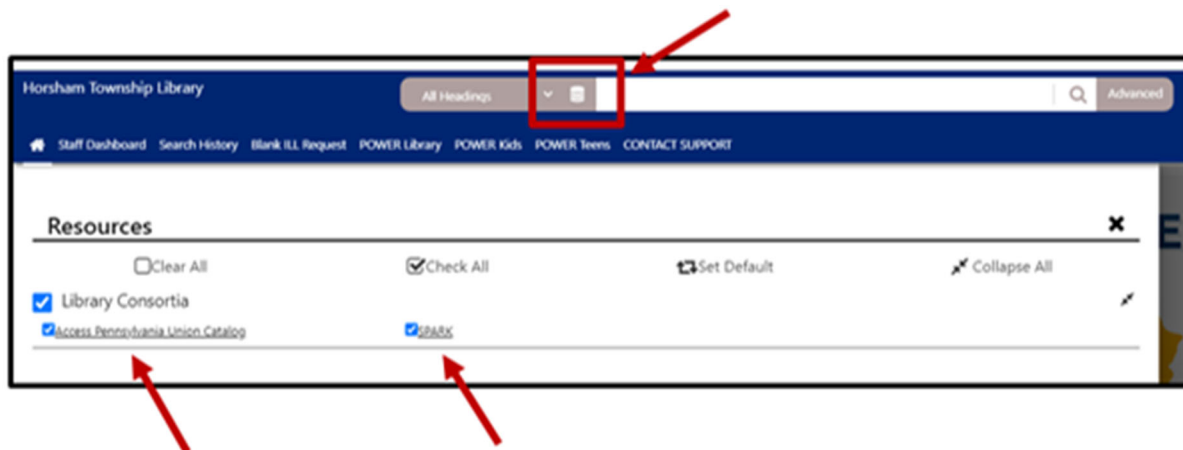 Horsham Township Library
All Headings
Advanced
Staff Dashboard Search History Blank ILL Request POWER Library POWER Kids POWER Teens CONTACT SUPPORT
E
Resources
Clear All Check All Set Default Collapse All
Library Consortia
Access Pennsylvania Union Catalog SPARK